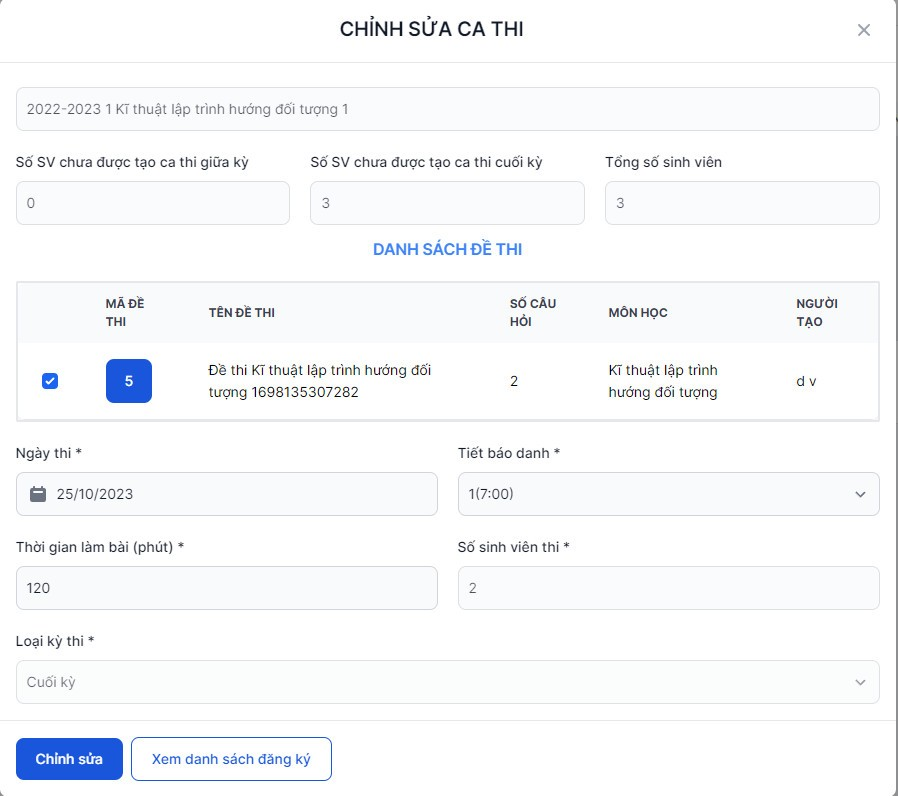 CHỈNH SỬA CA THI
2022-2023 1 Kĩ thuật lập trình hướng đối tượng 1
Số SV chưa được tạo ca thi giữa kỳ
Số SV chưa được tạo ca thi cuối kỳ
Tổng số sinh viên
0
3
3
DANH SÁCH ĐỀ THI
MÃ ĐỀ
THI
TÊN ĐỀ THI
SỐ CÂU
HỎI
MÔN HỌC
NGƯỜI
TẠO
5
Đề thi Kĩ thuật lập trình hướng đối
tượng 1698135307282
2
Kĩ thuật lập trình
hướng đối tượng
d v
Ngày thi *
Tiết báo danh *
25/10/2023
1(7:00)
Thời gian làm bài (phút) *
Số sinh viên thi *
120
2
Loại kỳ thi *
Cuối kỳ
Chỉnh sửa
Xem danh sách đăng ký